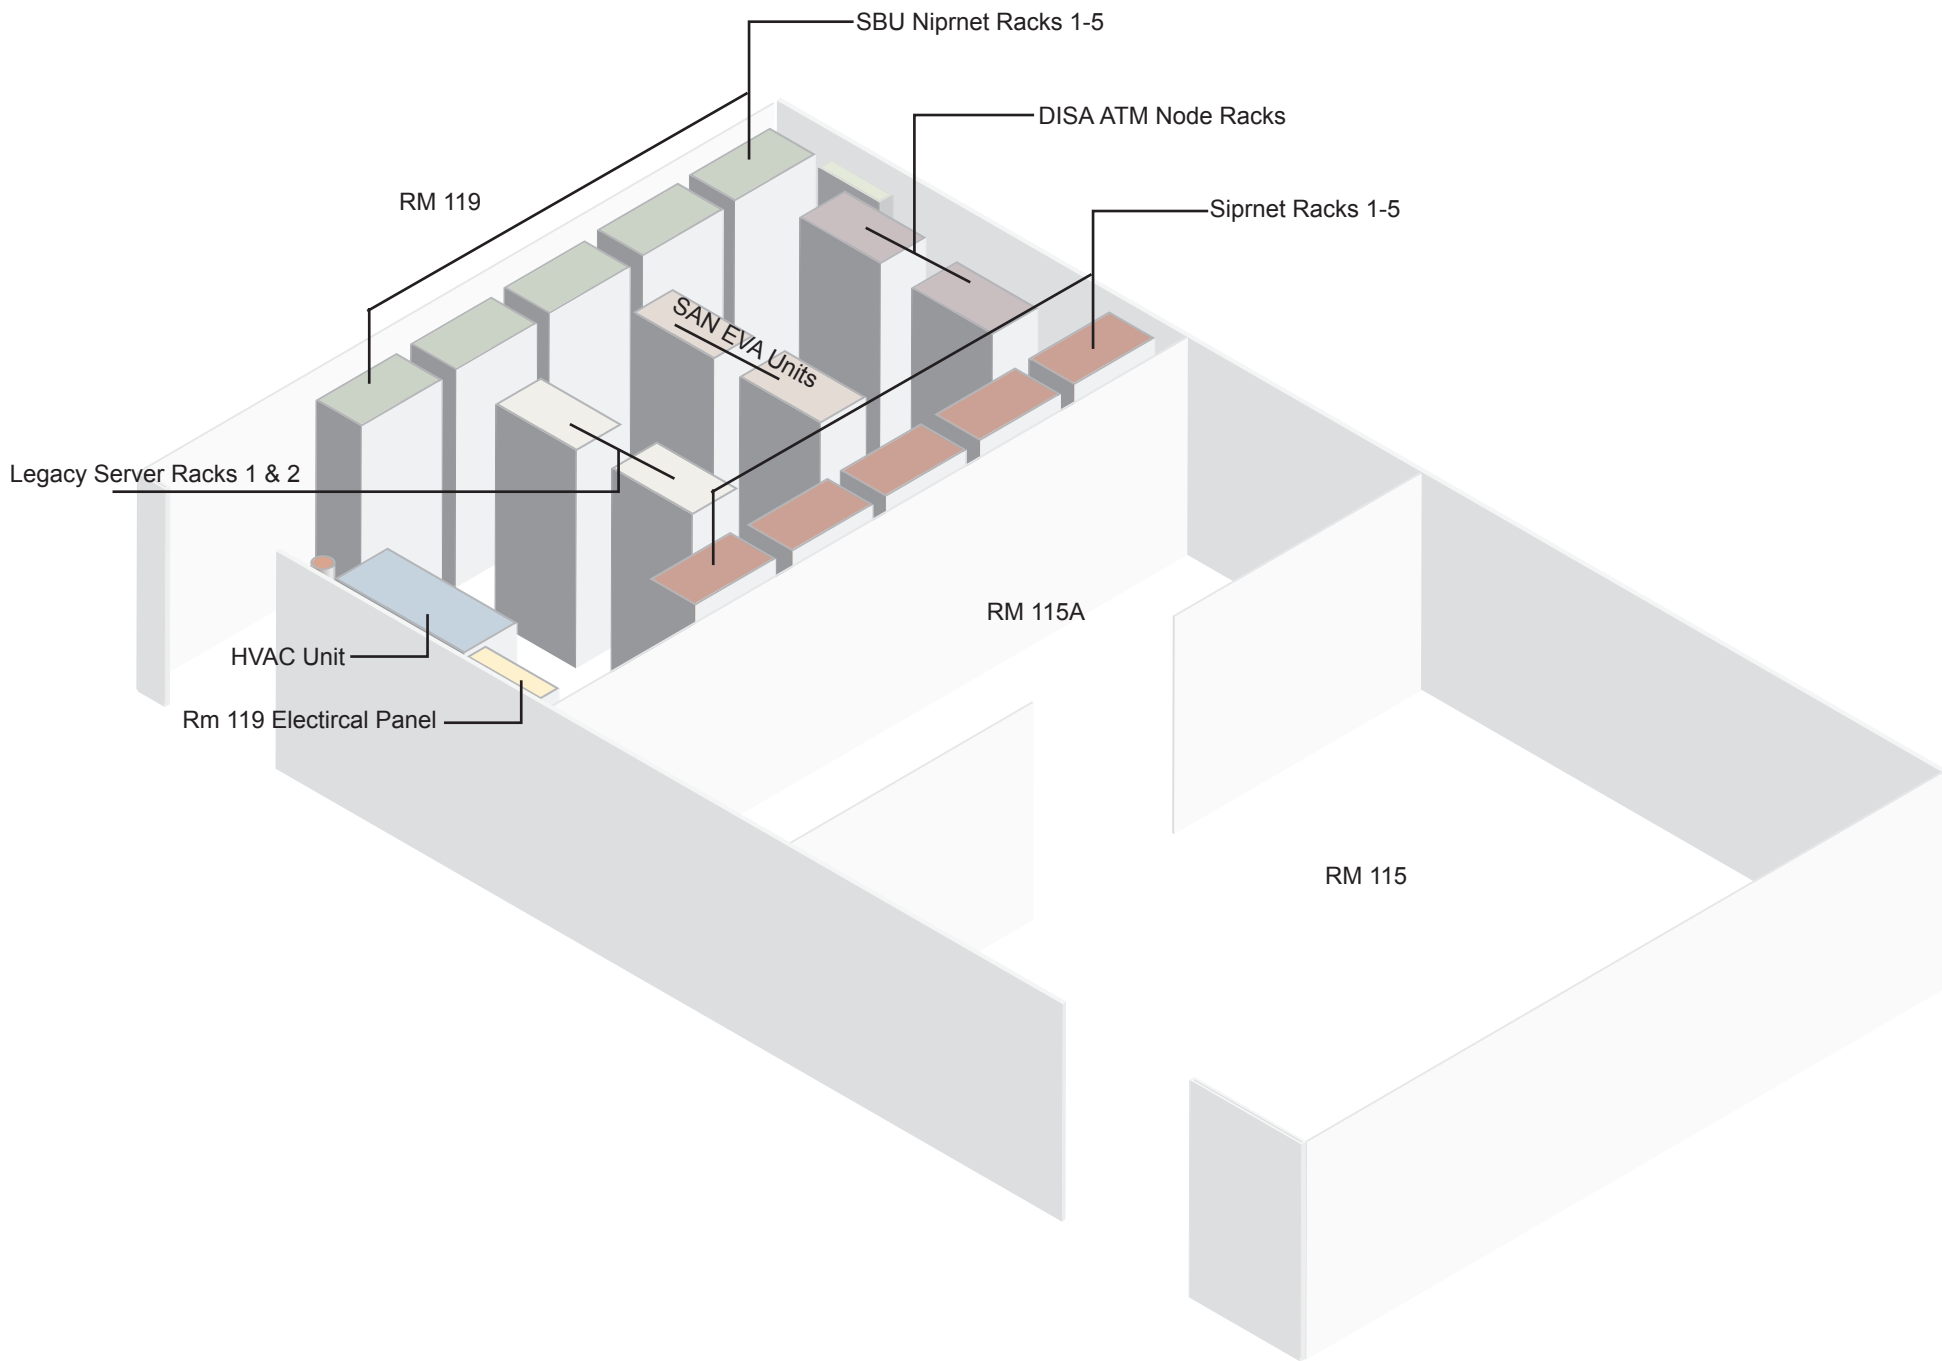 SBU Niprnet Racks 1-5
DISA ATM Node Racks
RM 119
Siprnet Racks 1-5
SAN EVA Units
Legacy Server Racks 1 & 2
RM 115A
HVAC Unit
Rm 119 Electircal Panel
RM 115